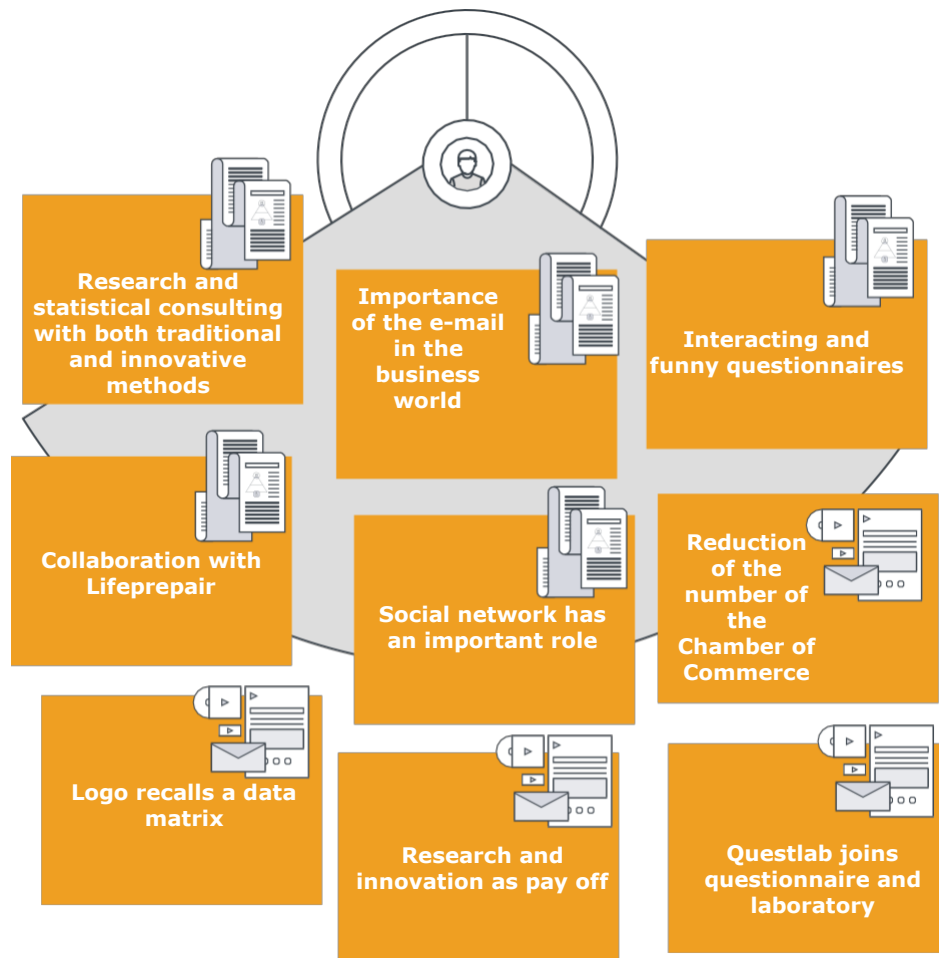 Research and
statistical consulting
with both traditional
and innovative
methods
Importance
of the e-mail
in the
business
world
Interacting and
funny questionnaires
Collaboration with
Lifeprepair
Social network has
an important role
Reduction
of the
number of
the
Chamber of
Commerce
Logo recalls a data
matrix
Research and
innovation as pay off
Questlab joins
questionnaire and
laboratory